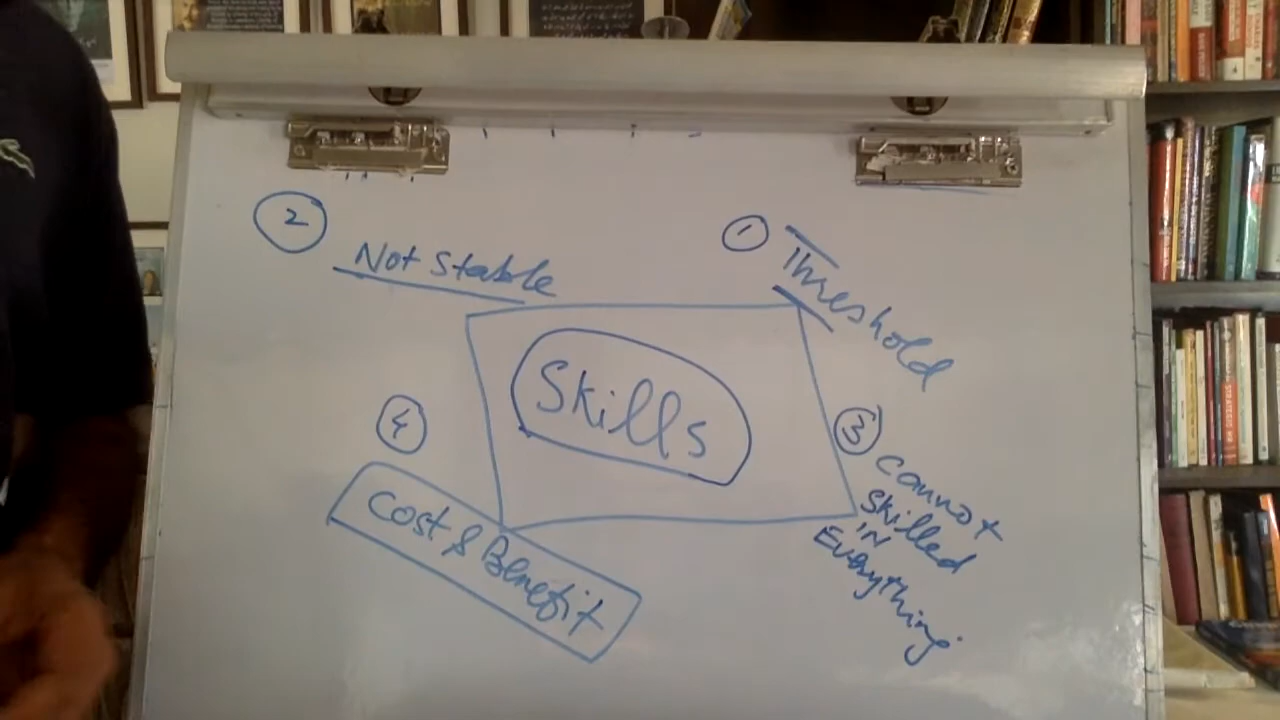 2
Not Stable
1
Threshold
Skills
3
Cannot
Skilled
IN
Everything
4
Cost & Benefit